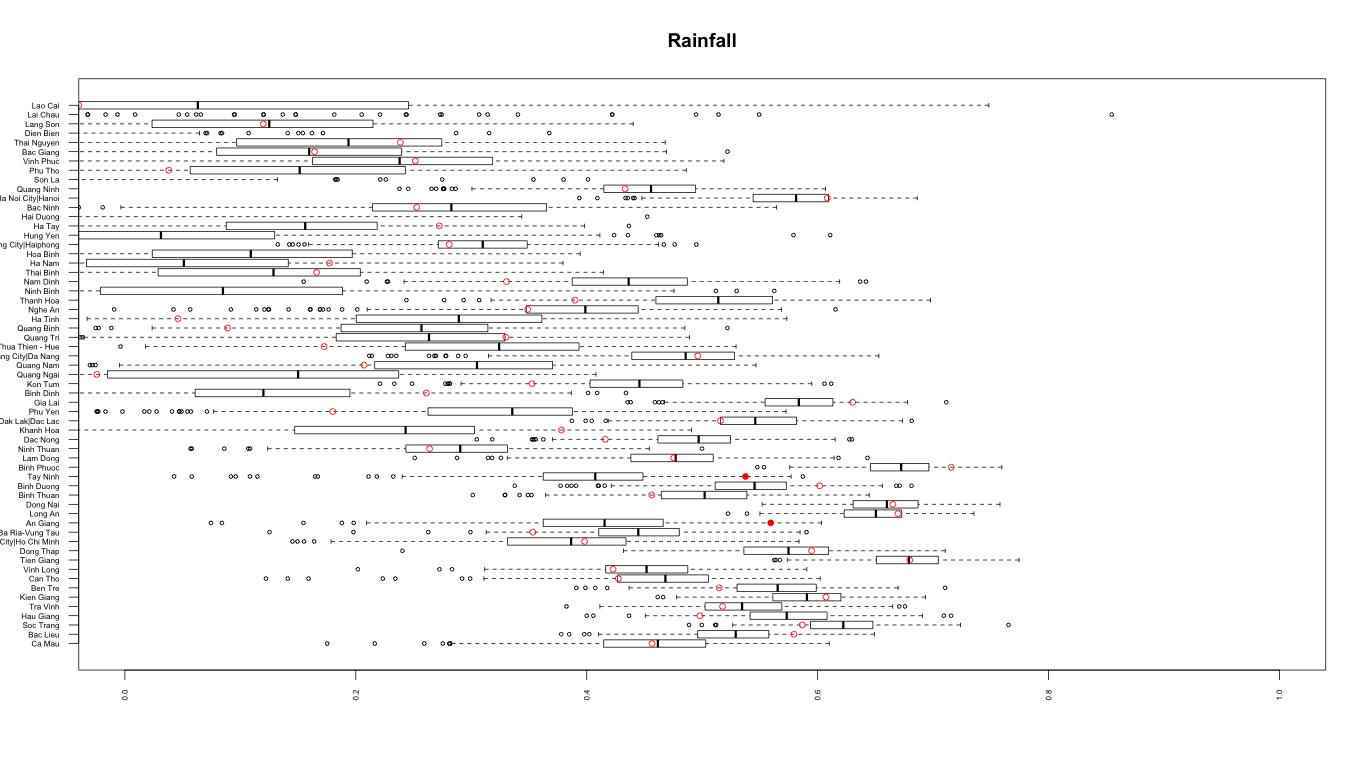 Rainfall
Lao Cai
Lai Chau
Lang Son
Dien Bien
Thai Nguyen
Bac Giang
Vinh Phuc
Phu Tho
Son La
Quang Ninh
Ha Noi City|Hanoi
Bac Ninh
Hai Duong
Ha Tay
Hung Yen
ng City|Haiphong
Hoa Binh
Ha Nam
Thai Binh
Nam Dinh
Ninh Binh
Thanh Hoa
Nghe An
Ha Tinh
Quang Binh
Quang Tri
Thua Thien - Hue
ng City|Da Nang
Quang Nam
Quang Ngai
Kon Tum
Binh Dinh
Gia Lai
Phu Yen
Dak Lak|Dac Lac
Khanh Hoa
Dac Nong
Ninh Thuan
Lam Dong
Binh Phuoc
Tay Ninh
Binh Duong
Binh Thuan
Dong Nai
Long An
An Giang
Ba Ria-Vung Tau
City|Ho Chi Minh
Dong Thap
Tien Giang
Vinh Long
Can Tho
Ben Tre
Kien Giang
Tra Vinh
Hau Giang
Soc Trang
Bac Lieu
Ca Mau
0.0 0.2 0.4 0.6 0.8 1.0